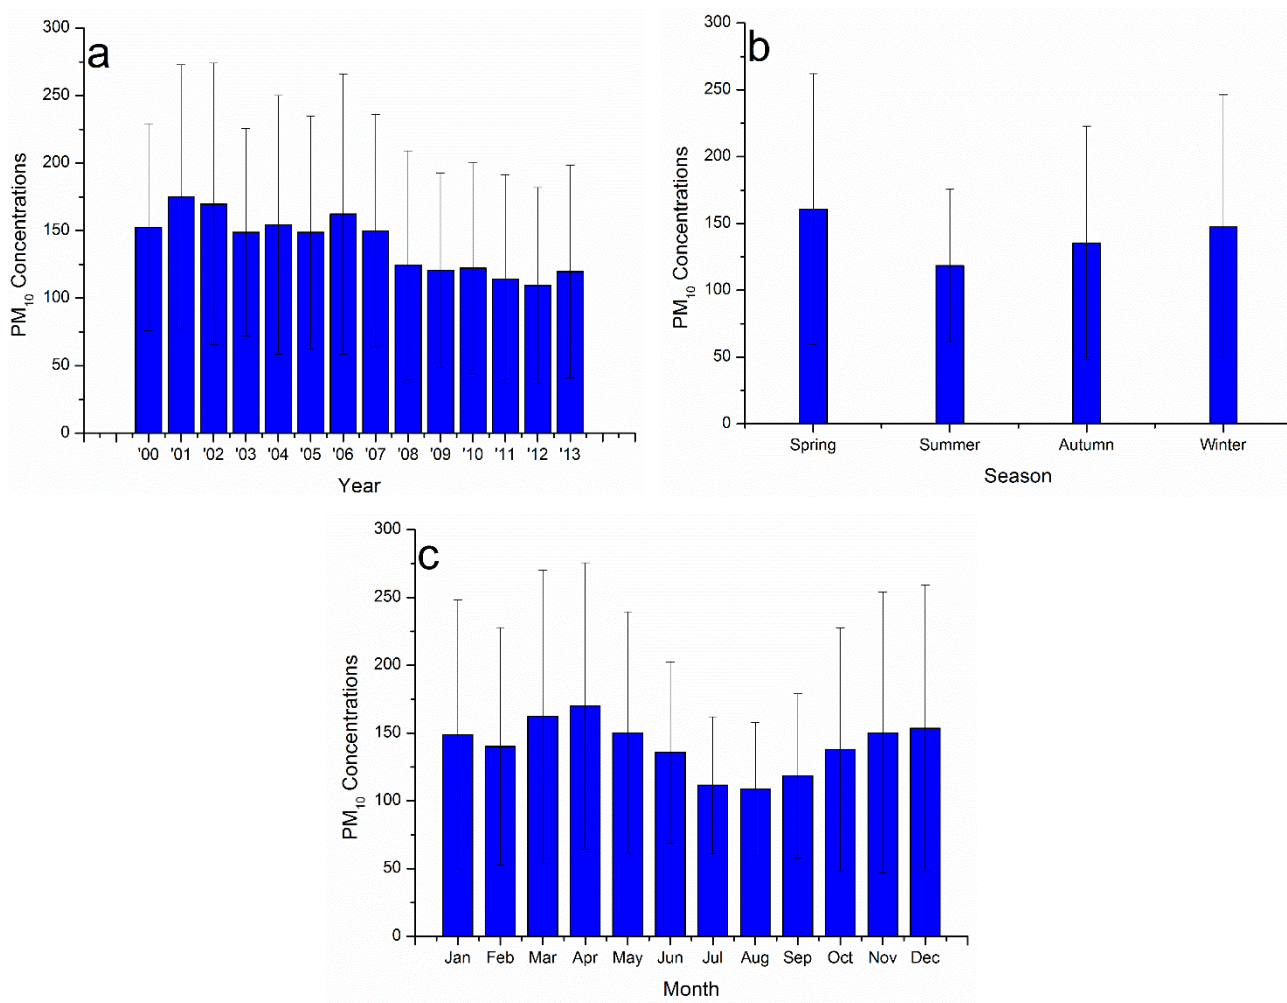 a
300
250
200
150
100
50
0
PM10 Concentrations
'00 '01 '02 '03 '04 '05 '06 '07 '08 '09 '10 '11 '12 '13
Year
b
300
250
200
150
100
50
0
PM10 Concentrations
Spring Summer Autumn Winter
Season
c
300
250
200
150
100
50
0
PM10 Concentrations
Jan Feb Mar Apr May Jun Jul Aug Sep Oct Nov Dec
Month